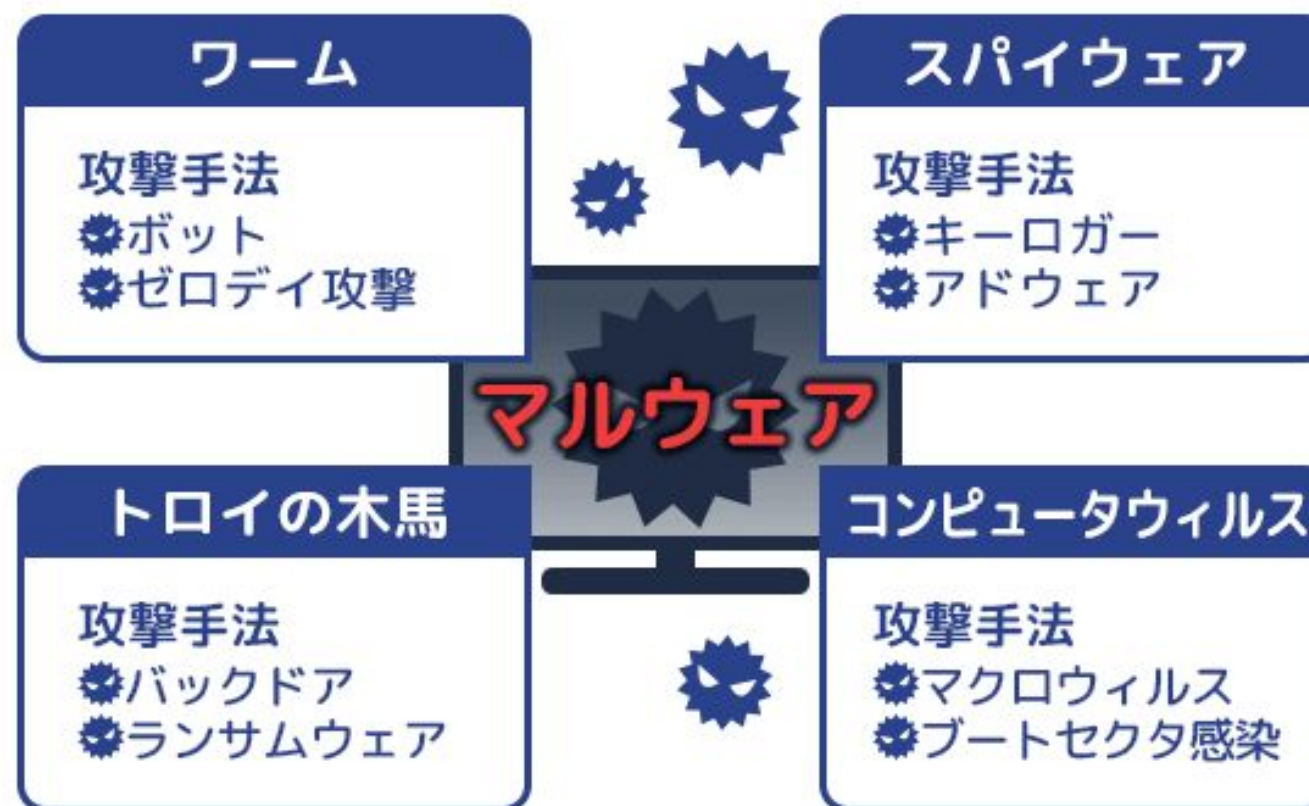 ワーム
攻撃手法
ボット
ゼロデイ攻撃
スパイウェア
攻撃手法
キーロガー
アドウェア
マルウェア
トロイの木馬
攻撃手法
バックドア
ランサムウェア
コンピュータウィルス
攻撃手法
マクロウィルス
ブートセクタ感染